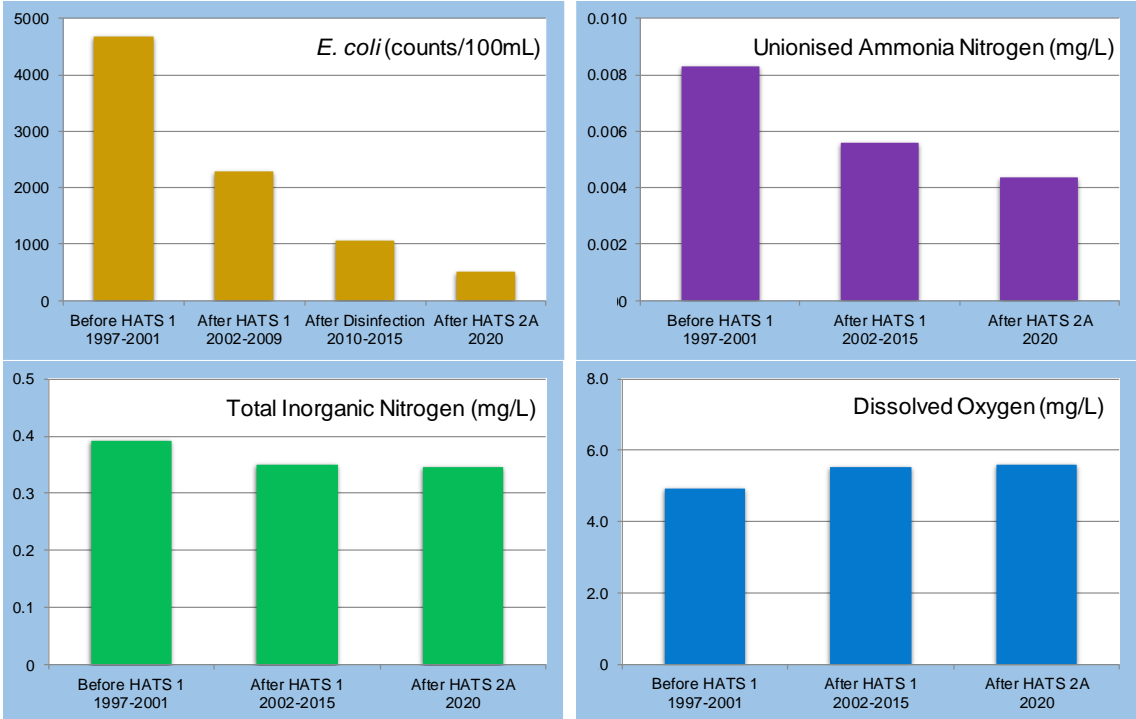 E. coli (counts/100mL)
5000
4000
3000
2000
1000
0
Before HATS 1
1997-2001
After HATS 1
2002-2009
After Disinfection
2010-2015
After HATS 2A
2020
Unionised Ammonia Nitrogen (mg/L)
0.010
0.008
0.006
0.004
0.002
0.00
Before HATS 1
1997-2001
After HATS 1
2002-2015
After HATS 2A
2020
Total Inorganic Nitrogen (mg/L)
0.5
0.4
0.3
0.2
0.1
0
Before HATS 1
1997-2001
After HATS 1
2002-2015
After HATS 2A
2020
Dissolved Oxygen (mg/L)
8.0
6.0
4.0
2.0
0
Before HATS 1
1997-2001
After HATS 1
2002-2015
After HATS 2A
2020